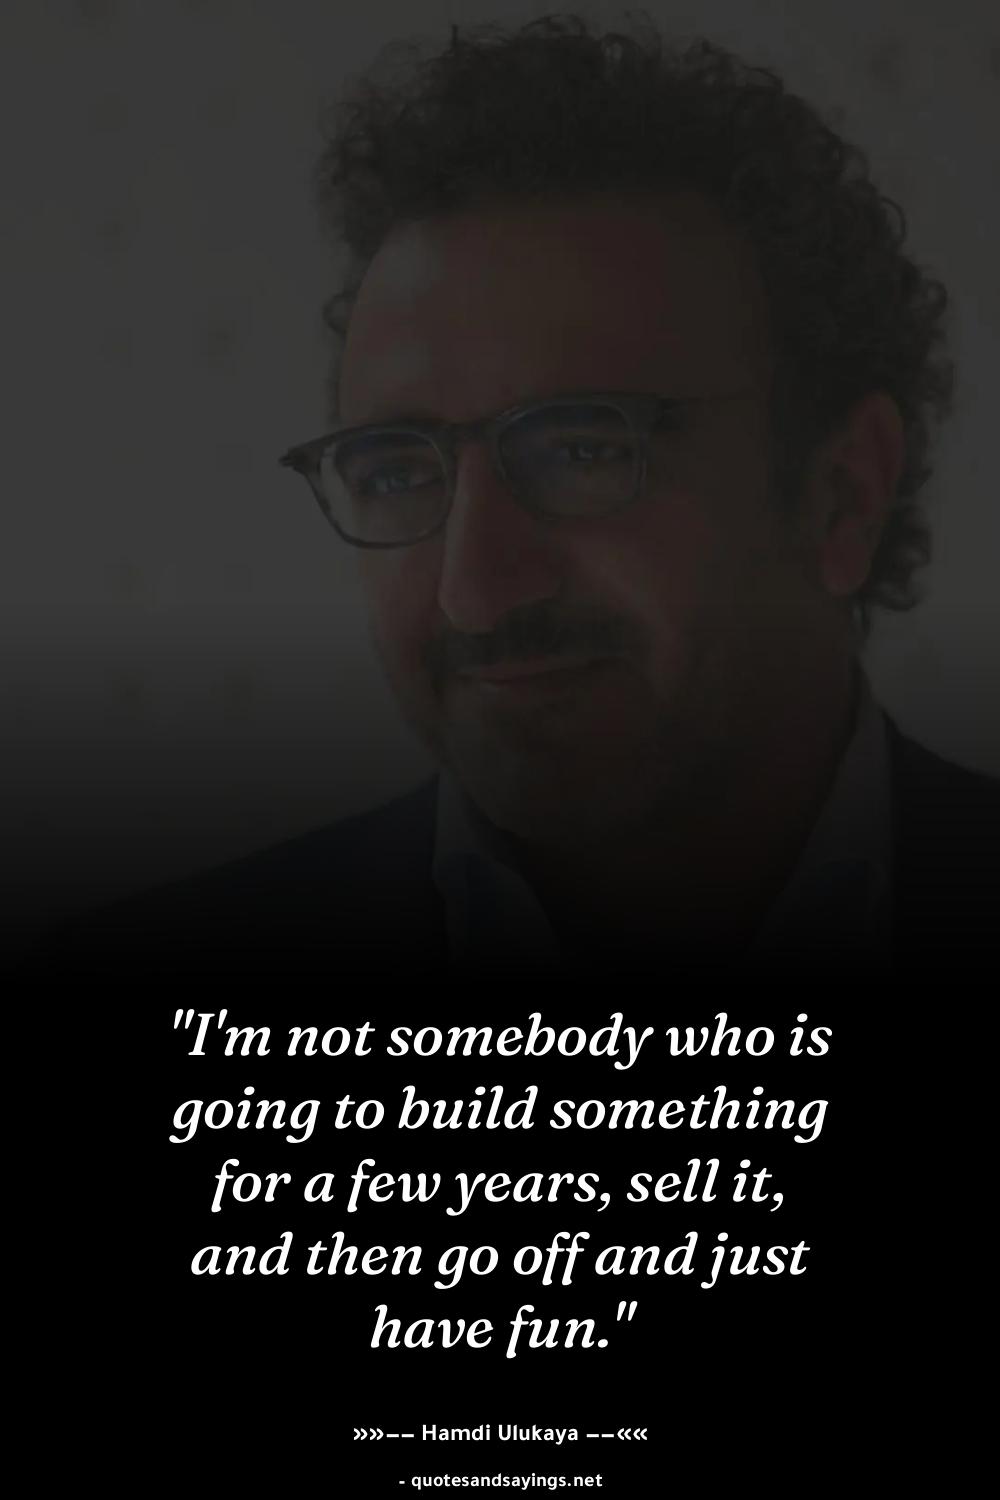 "I'm not somebody who is
going to build something
for a few years, sell it,
and then go off and just
have fun."
»»−− Hamdi Ulukaya −−««
- quotesandsayings.net